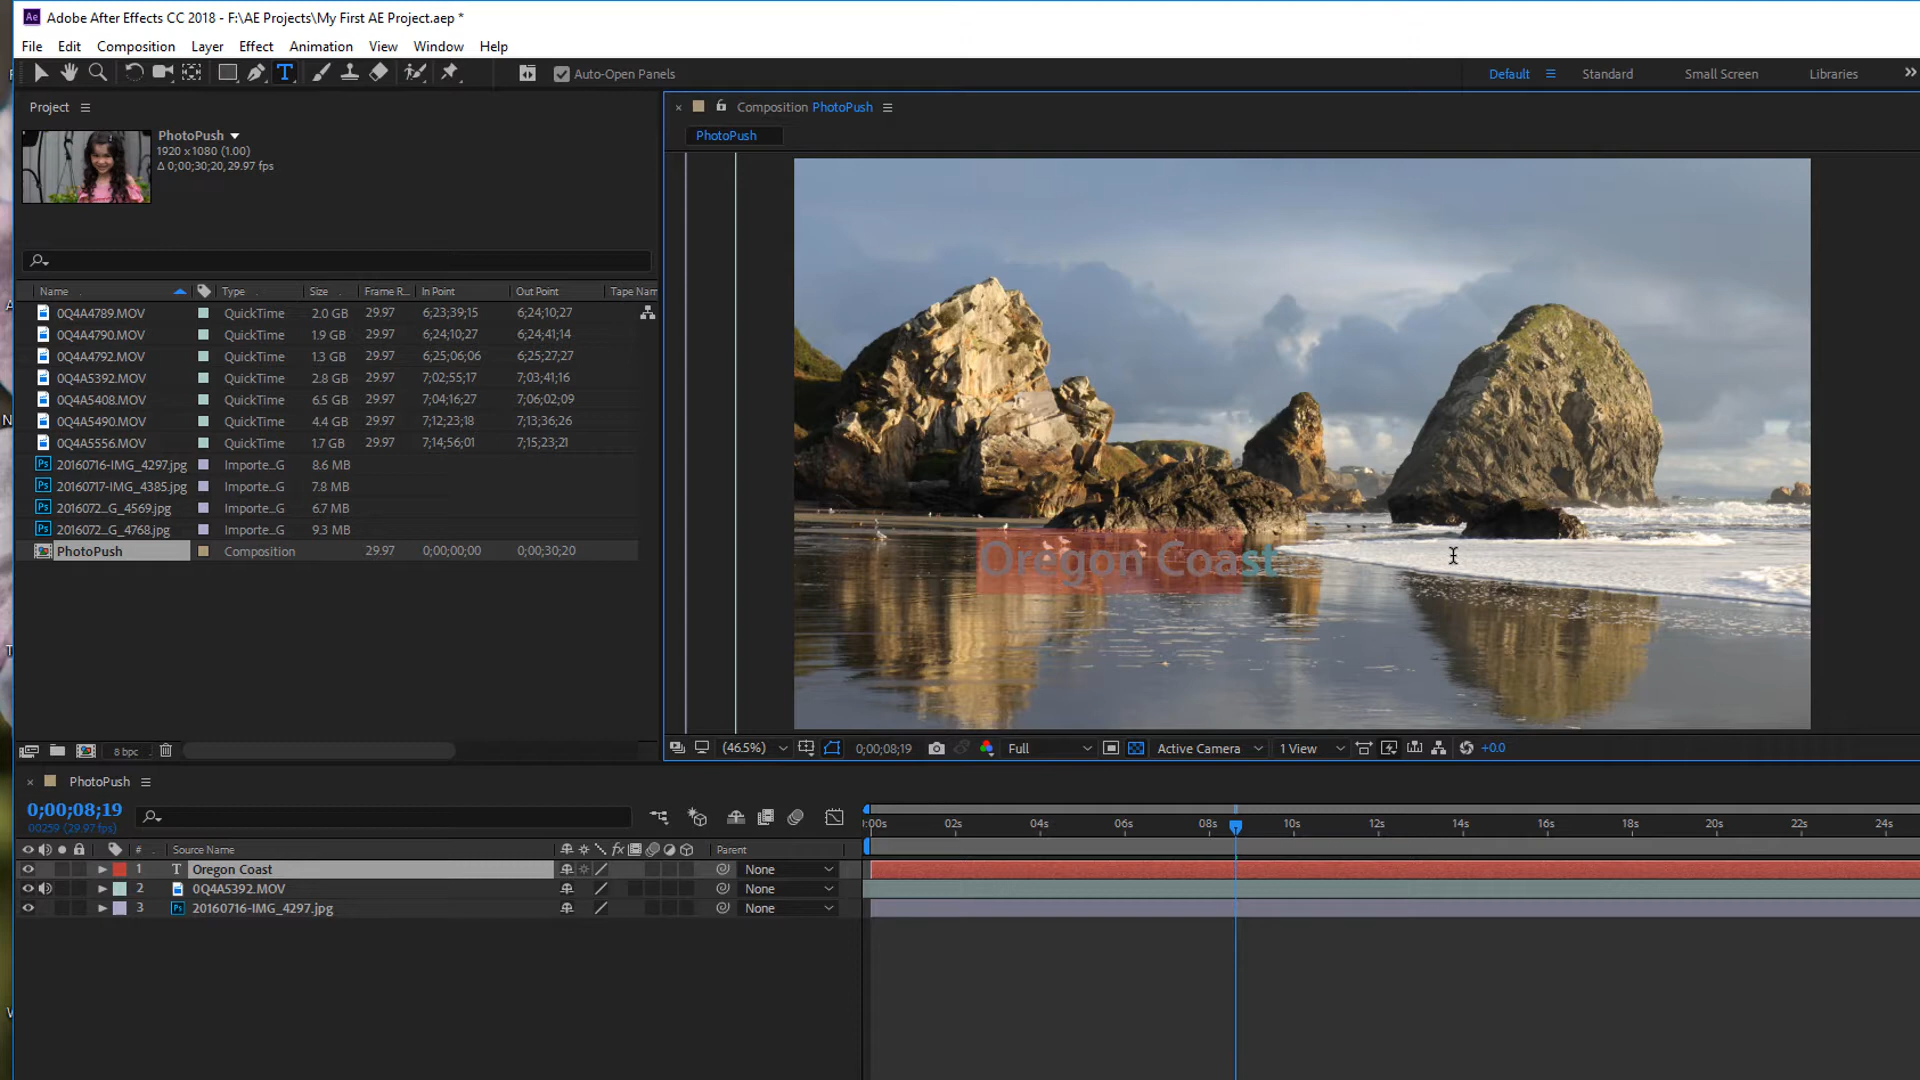 Adobe After Effects CC 2018 - F:\AE Projects\My First AE Project.aep *
File Edit Composition Layer Effect Animation View Window Help
Auto-Open Panels Default Standard Small Screen Libraries
Project
PhotoPush
1920 x 1080 (1.00)
Δ 0;00;30;20, 29.97 fps
Composition PhotoPush
PhotoPush
Name Type Size Frame R... In Point Out Point Tape Nam
0Q4A4789.MOV QuickTime 2.0 GB 29.97 6;23;39;15 6;24;10;27
0Q4A4790.MOV QuickTime 1.9 GB 29.97 6;24;10;27 6;24;41;14
0Q4A4792.MOV QuickTime 1.3 GB 29.97 6;25;06;06 6;25;27;27
0Q4A5392.MOV QuickTime 2.8 GB 29.97 7;02;55;17 7;03;41;16
0Q4A5408.MOV QuickTime 6.5 GB 29.97 7;04;16;27 7;06;02;09
0Q4A5490.MOV QuickTime 4.4 GB 29.97 7;12;23;18 7;13;36;26
0Q4A5556.MOV QuickTime 1.7 GB 29.97 7;14;56;01 7;15;23;21
20160716-IMG_4297.jpg Importe...G 8.6 MB
20160717-IMG_4385.jpg Importe...G 7.8 MB
2016072...G_4569.jpg Importe...G 6.7 MB
2016072...G_4768.jpg Importe...G 9.3 MB
PhotoPush Composition 29.97 0;00;00;00 0;00;30;20
Oregon Coast
8 bpc
(46.5%) 0;00;08;19 Full Active Camera 1 View +0.0
PhotoPush
0;00;08;19
00259 (29.97 fps)
:00s 02s 04s 06s 08s 10s 12s 14s 16s 18s 20s 22s 24s
# Source Name fx Parent
1 T Oregon Coast None
2 0Q4A5392.MOV None
3 Ps 20160716-IMG_4297.jpg None